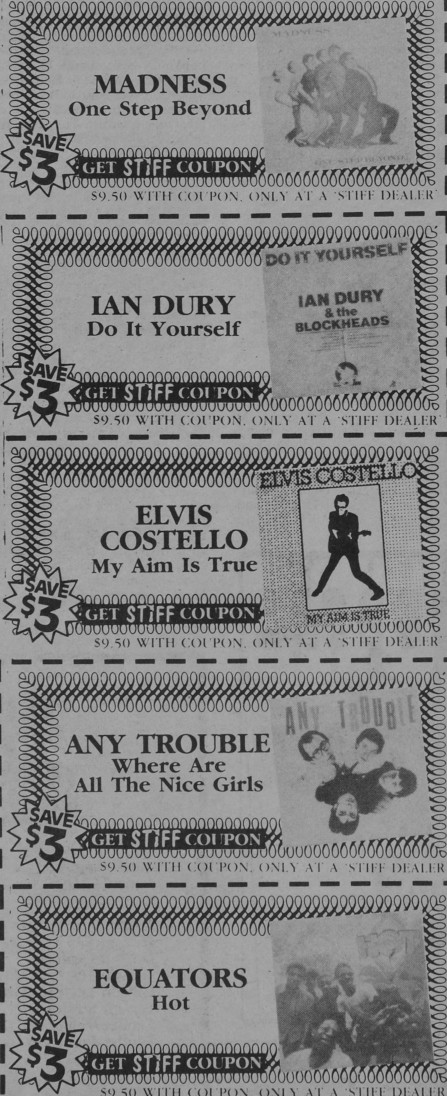 MADNESS
One Step Beyond
MADNESS
ONE STEP BEYOND
SAVE
$3
GET STIFF COUPON
$9.50 WITH COUPON, ONLY AT A 'STIFF DEALER'
IAN DURY
Do It Yourself
DO IT YOURSELF
IAN DURY
& the
BLOCKHEADS
SAVE
$3
GET STIFF COUPON
$9.50 WITH COUPON, ONLY AT A 'STIFF DEALER'
ELVIS
COSTELLO
My Aim Is True
ELVIS COSTELLO
MY AIM IS TRUE
SAVE
$3
GET STIFF COUPON
$9.50 WITH COUPON, ONLY AT A 'STIFF DEALER'
ANY TROUBLE
Where Are
All The Nice Girls
ANY TROUBLE
SAVE
$3
GET STIFF COUPON
$9.50 WITH COUPON, ONLY AT A 'STIFF DEALER
EQUATORS
Hot
HOT
SAVE
$3
GET STIFF COUPON
$9.50 WITH COUPON, ONLY AT A 'STIFF DEALER